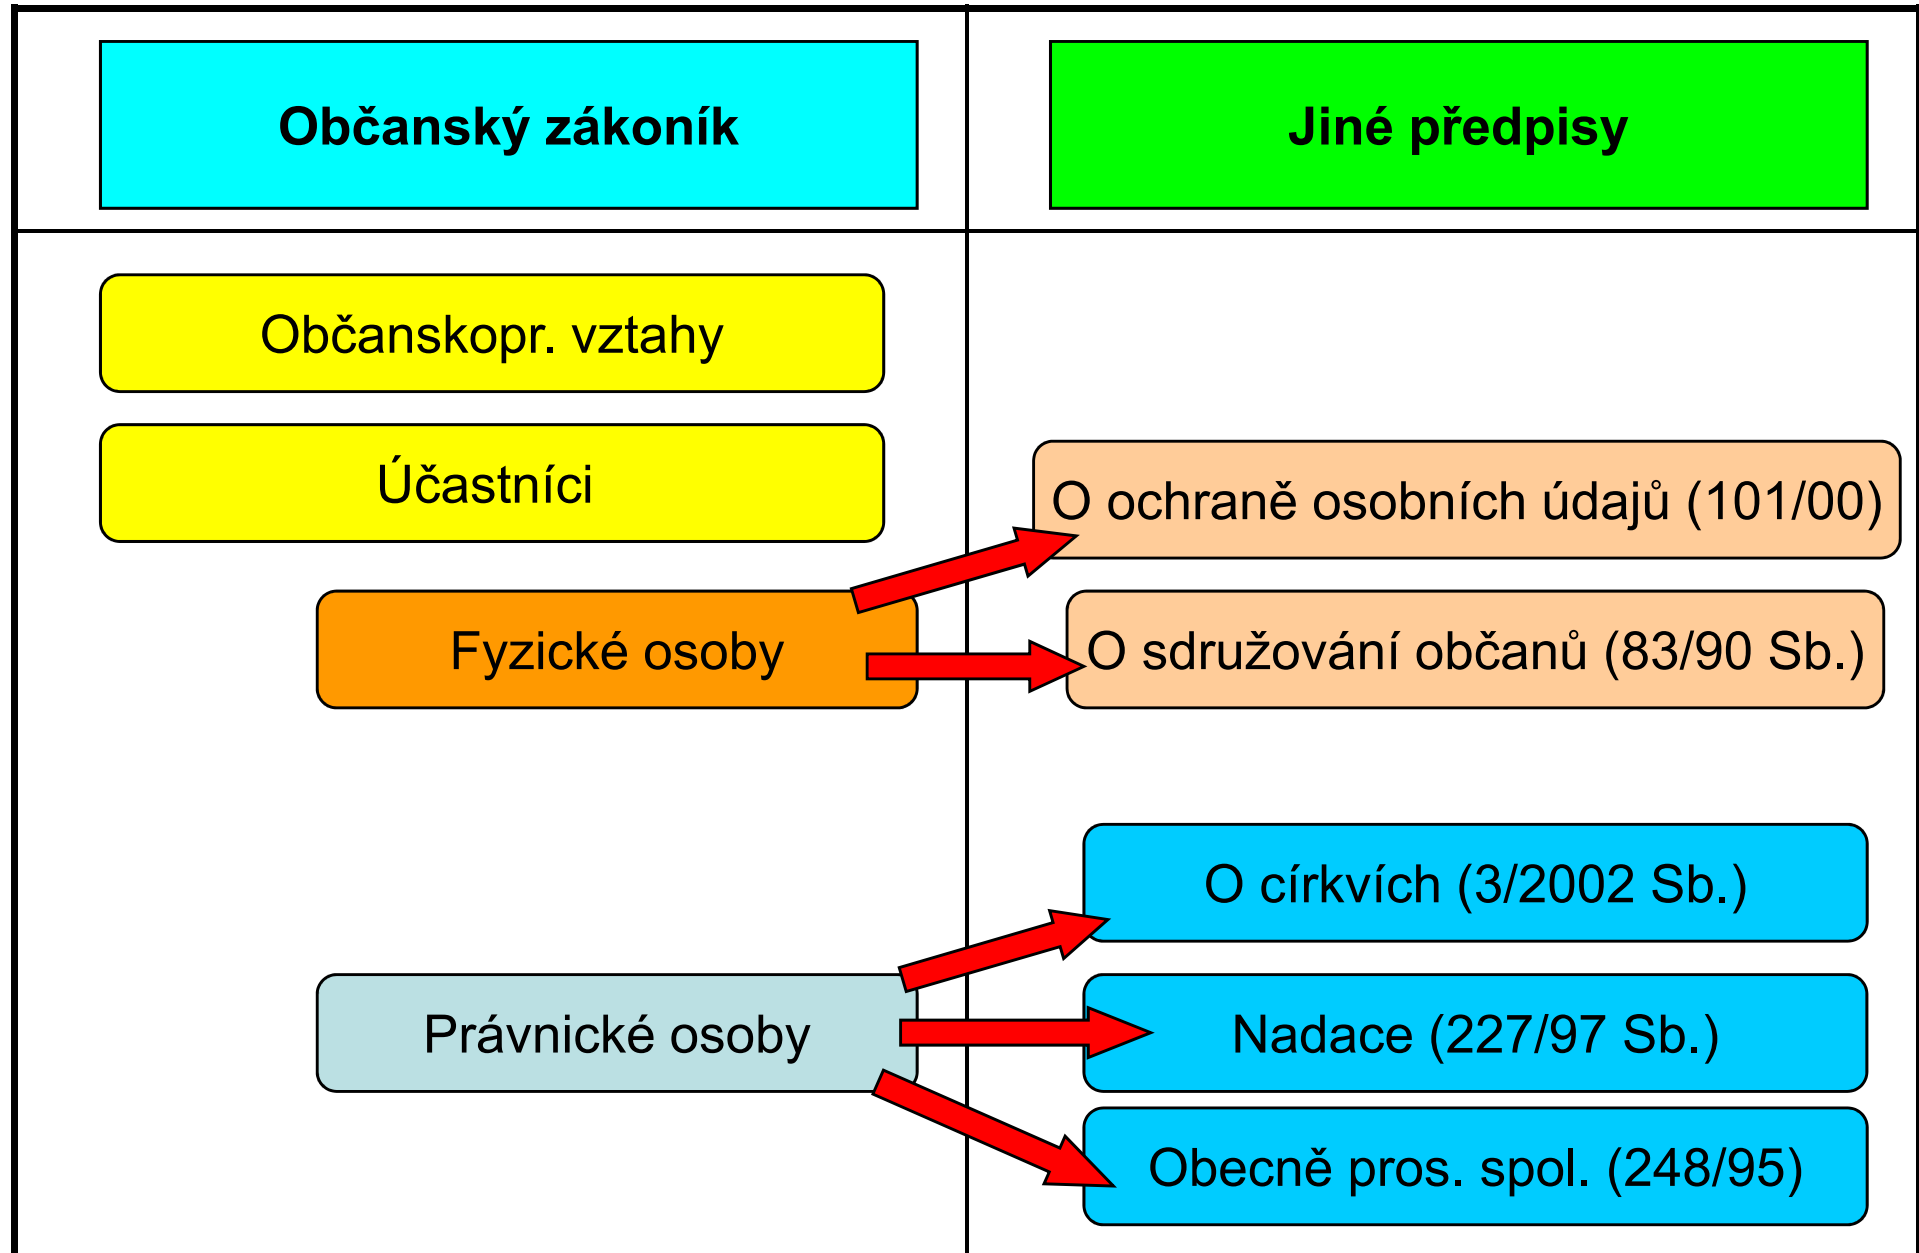 Občanský zákoník
Jiné předpisy
Občanskopr. vztahy
Účastníci
O ochraně osobních údajů (101/00)
Fyzické osoby
O sdružování občanů (83/90 Sb.)
O církvích (3/2002 Sb.)
Právnické osoby
Nadace (227/97 Sb.)
Obecně pros. spol. (248/95)